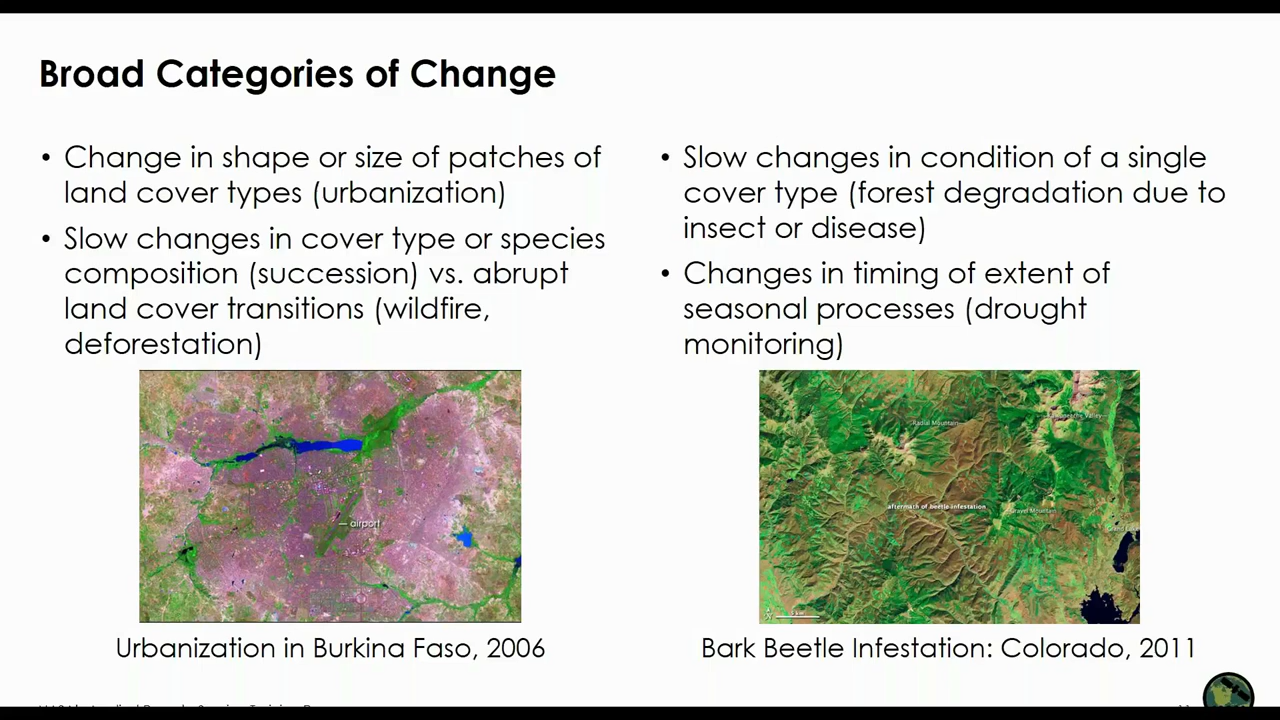 Broad Categories of Change
• Change in shape or size of patches of
land cover types (urbanization)
• Slow changes in cover type or species
composition (succession) vs. abrupt
land cover transitions (wildfire,
deforestation)
• Slow changes in condition of a single
cover type (forest degradation due to
insect or disease)
• Changes in timing of extent of
seasonal processes (drought
monitoring)
airport
Radial Mountain
aftermath of beetle infestation
Gravel Mountain
Urbanization in Burkina Faso, 2006
Bark Beetle Infestation: Colorado, 2011